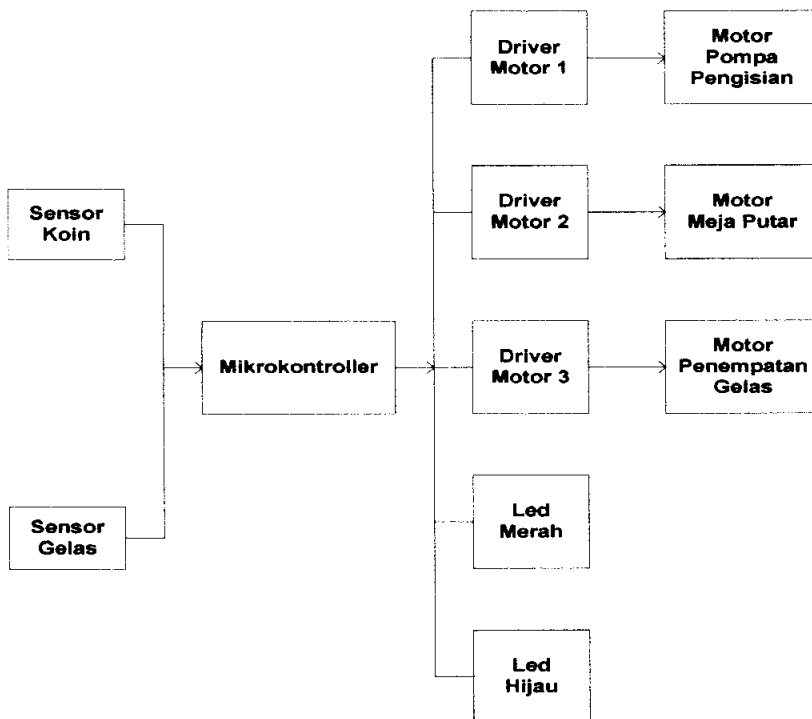 Driver
Motor 1
Motor
Pompa
Pengisian
Sensor
Koin
Driver
Motor 2
Motor
Meja Putar
Mikrokontroller
Driver
Motor 3
Motor
Penempatan
Gelas
Sensor
Gelas
Led
Merah
Led
Hijau